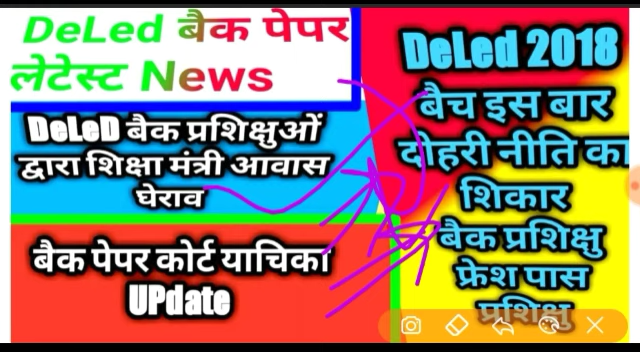 DeLed बैक पेपर
लेटेस्ट News
DeLeD बैक प्रशिक्षुओं
द्वारा शिक्षा मंत्री आवास
घेराव
बैक पेपर कोर्ट याचिका
UPdate
DeLed 2018
बैच इस बार
दोहरी नीति का
शिकार
बैक प्रशिक्षु
फ्रेश पास
प्रशिक्षु